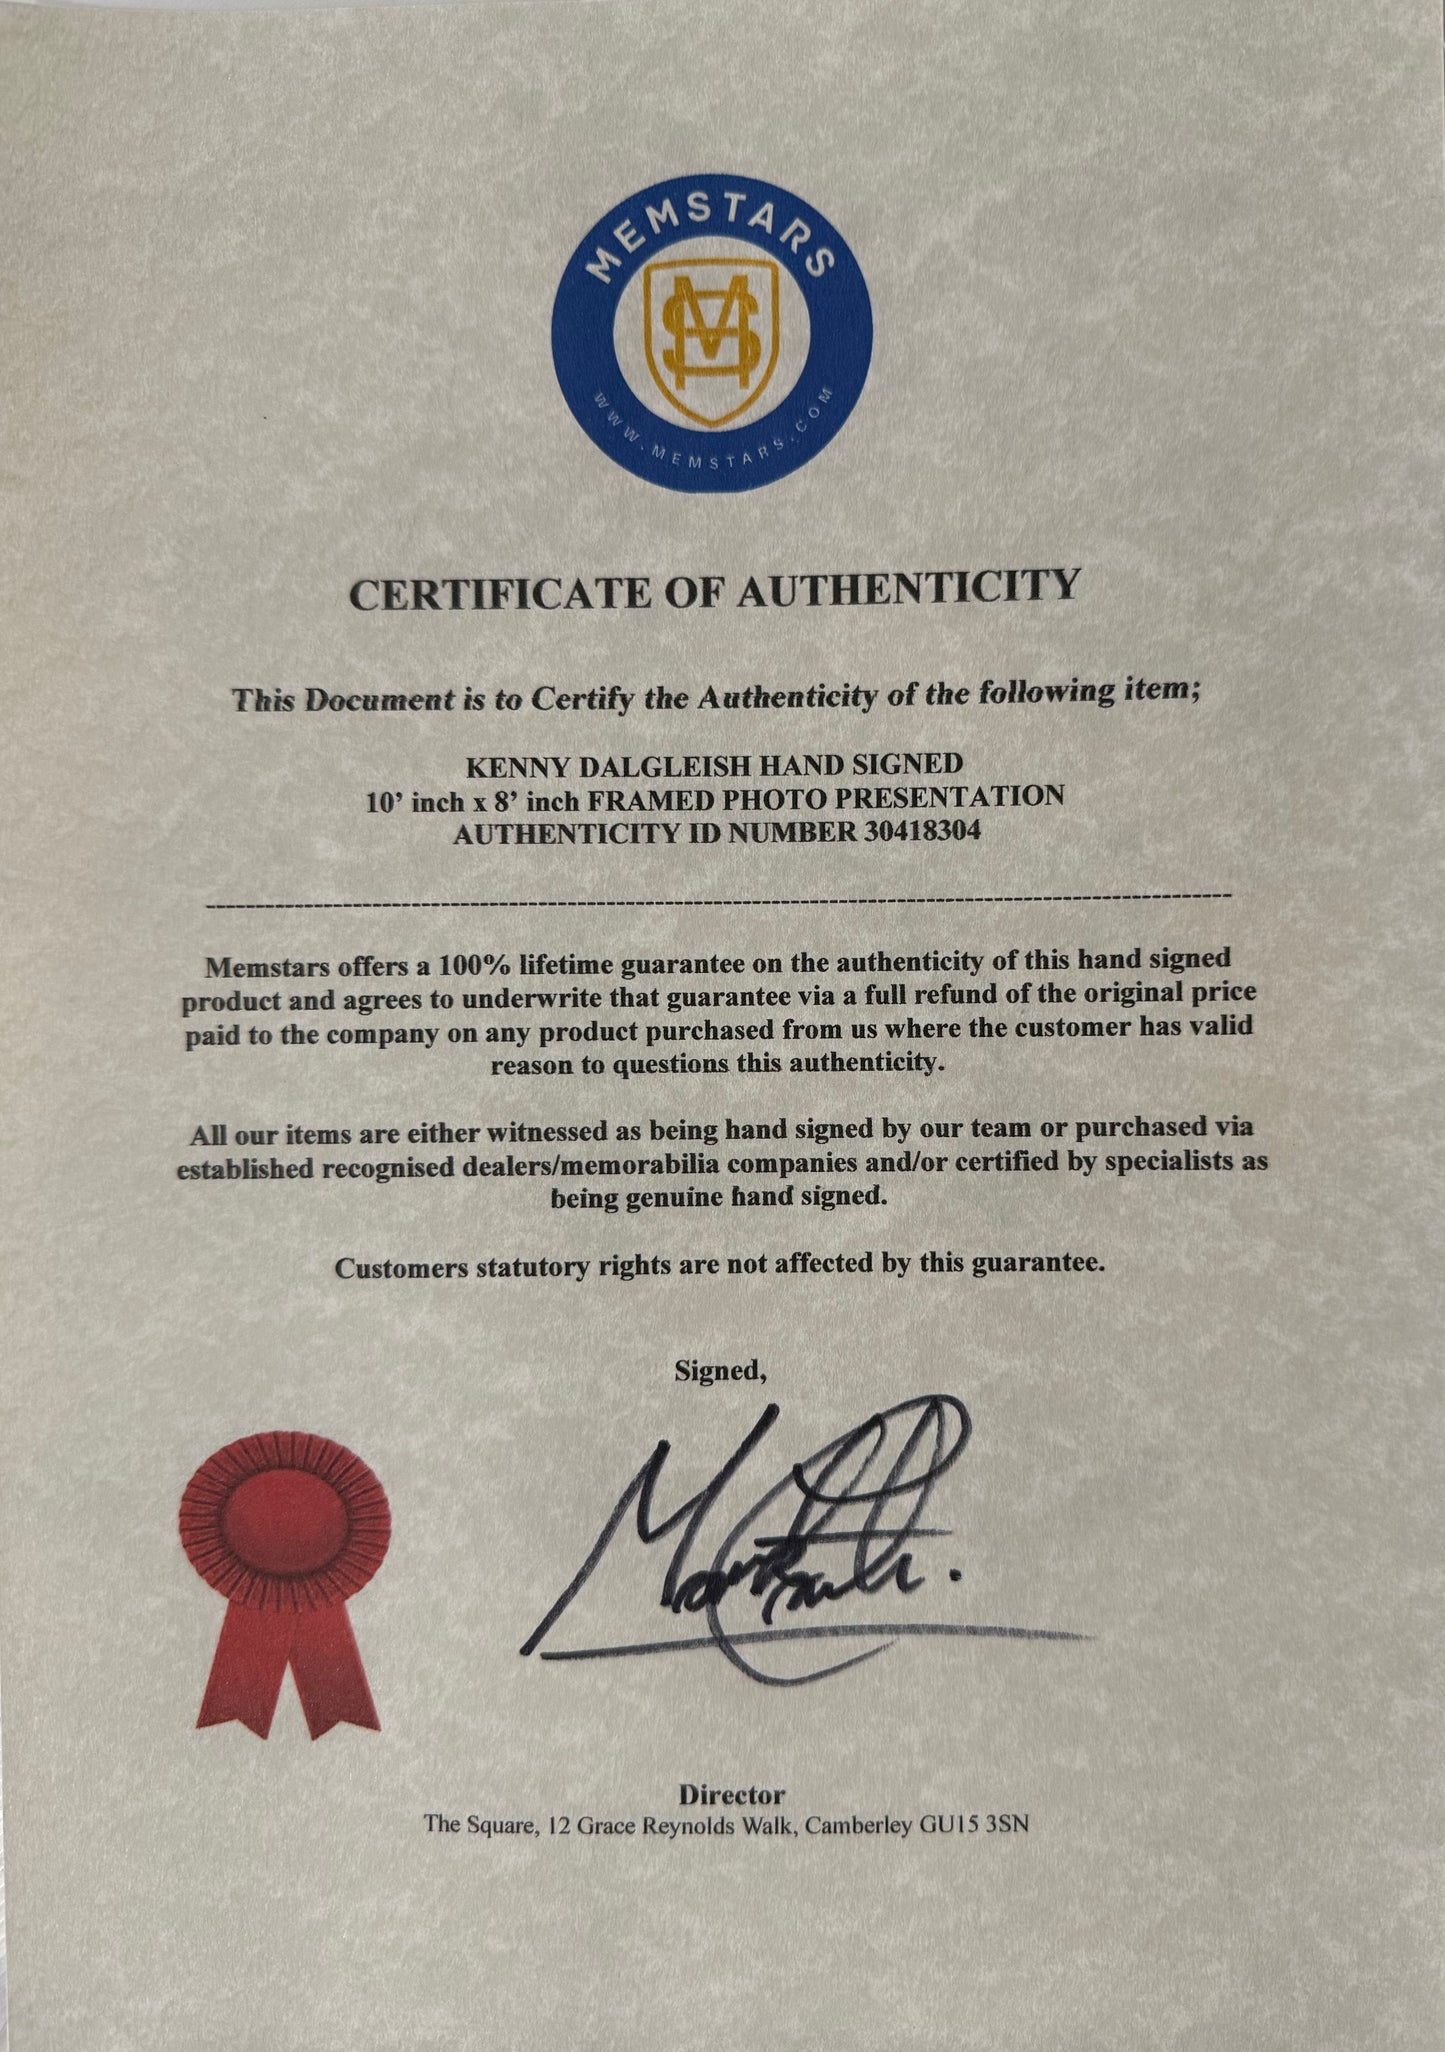 MEMSTARS
WWW.MEMSTARS.COM
CERTIFICATE OF AUTHENTICITY
This Document is to Certify the Authenticity of the following item;
KENNY DALGLEISH HAND SIGNED
10’ inch x 8’ inch FRAMED PHOTO PRESENTATION
AUTHENTICITY ID NUMBER 30418304
Memstars offers a 100% lifetime guarantee on the authenticity of this hand signed
product and agrees to underwrite that guarantee via a full refund of the original price
paid to the company on any product purchased from us where the customer has valid
reason to questions this authenticity.
All our items are either witnessed as being hand signed by our team or purchased via
established recognised dealers/memorabilia companies and/or certified by specialists as
being genuine hand signed.
Customers statutory rights are not affected by this guarantee.
Signed,
Director
The Square, 12 Grace Reynolds Walk, Camberley GU15 3SN